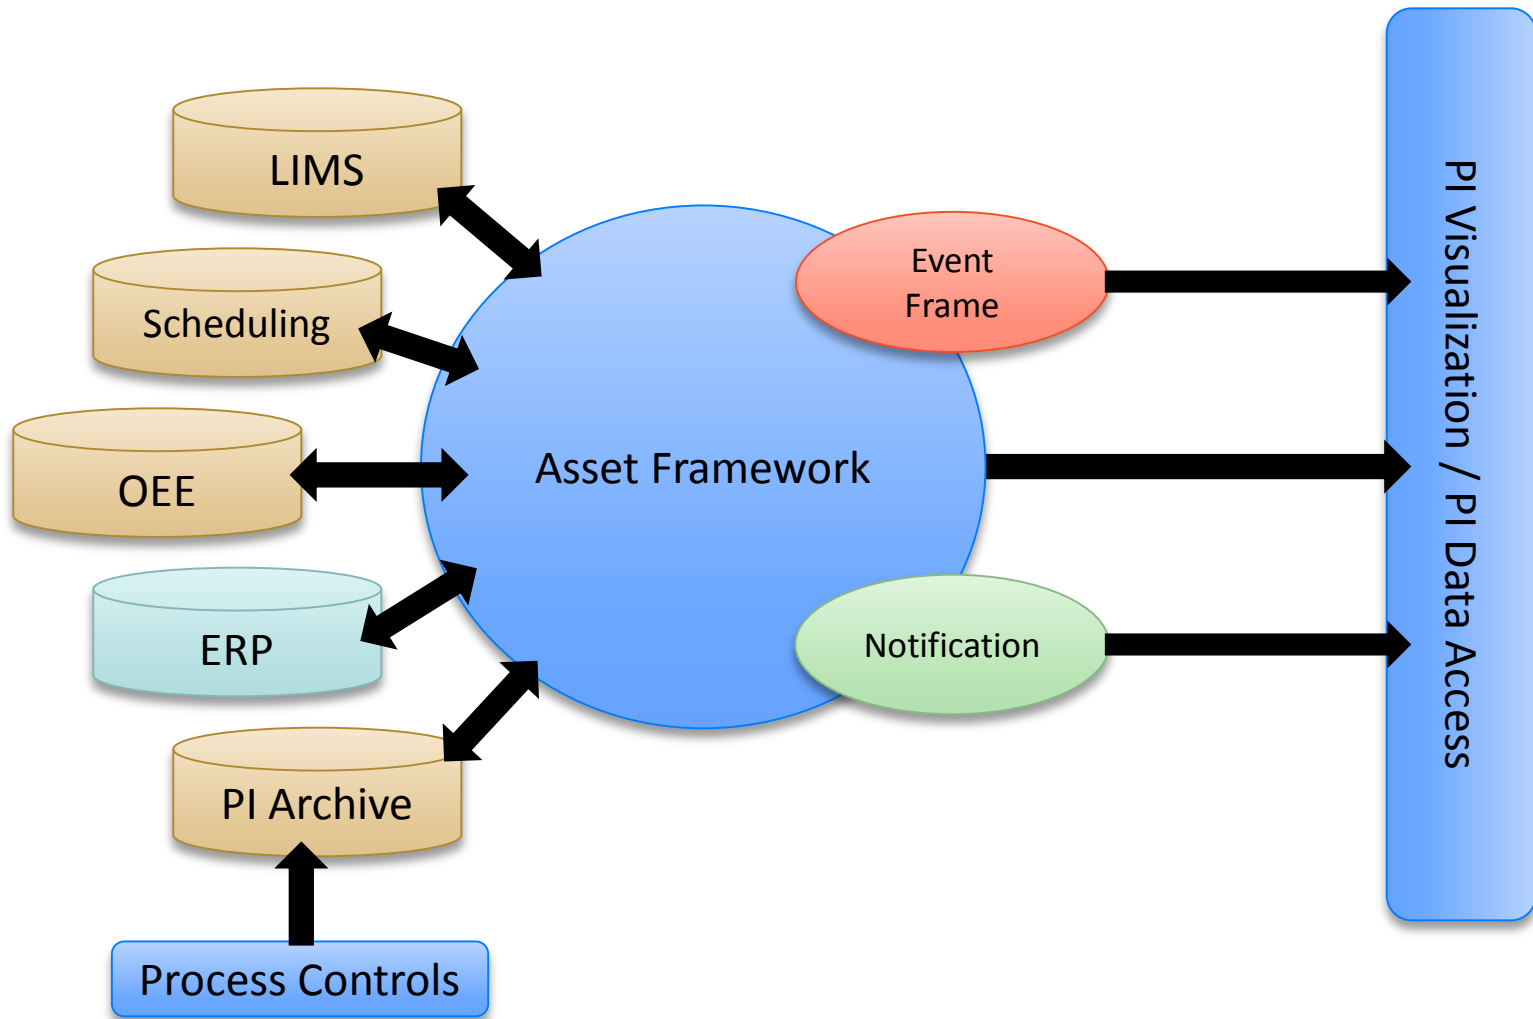 LIMS
Scheduling
OEE
ERP
PI Archive
Process Controls
Asset Framework
Event
Frame
Notification
PI Visualization / PI Data Access